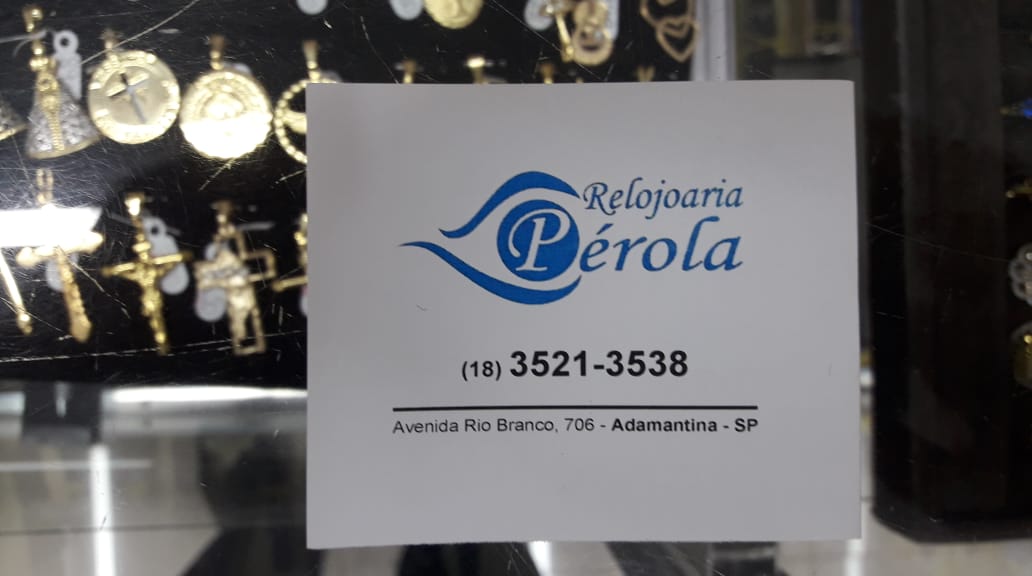 Relojoaria
Pérola
(18) 3521-3538
Avenida Rio Branco, 706 - Adamantina - SP